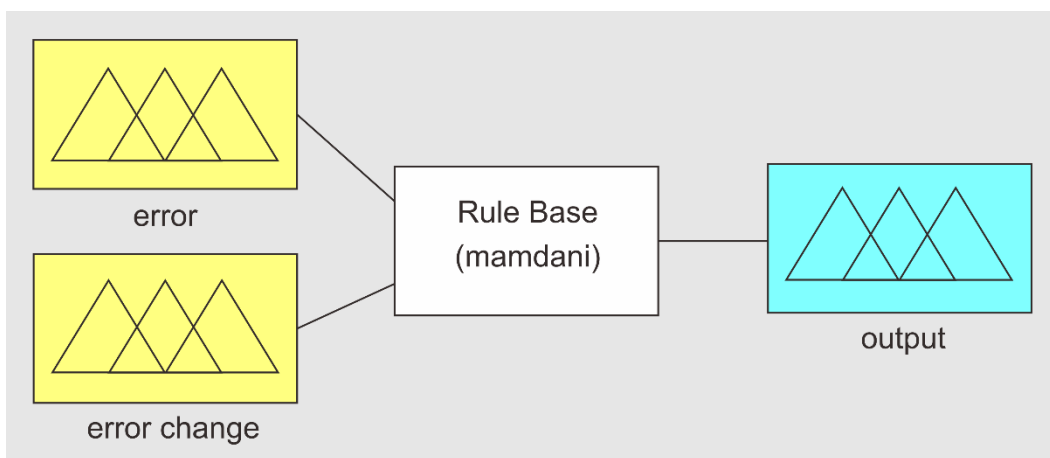 error
error change
Rule Base
(mamdani)
output